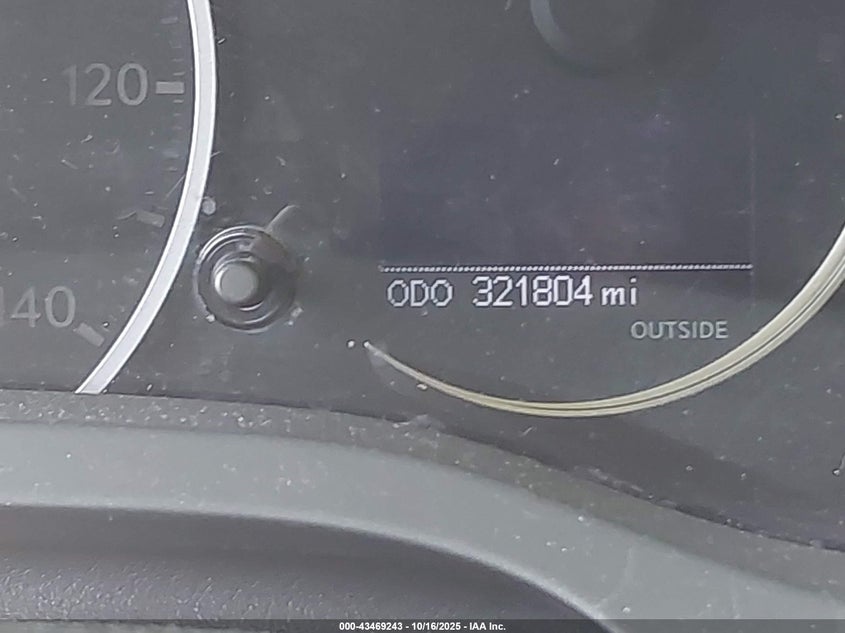 120
140
ODO 321804 mi
OUTSIDE
000-43469243 - 10/16/2025 - IAA Inc.